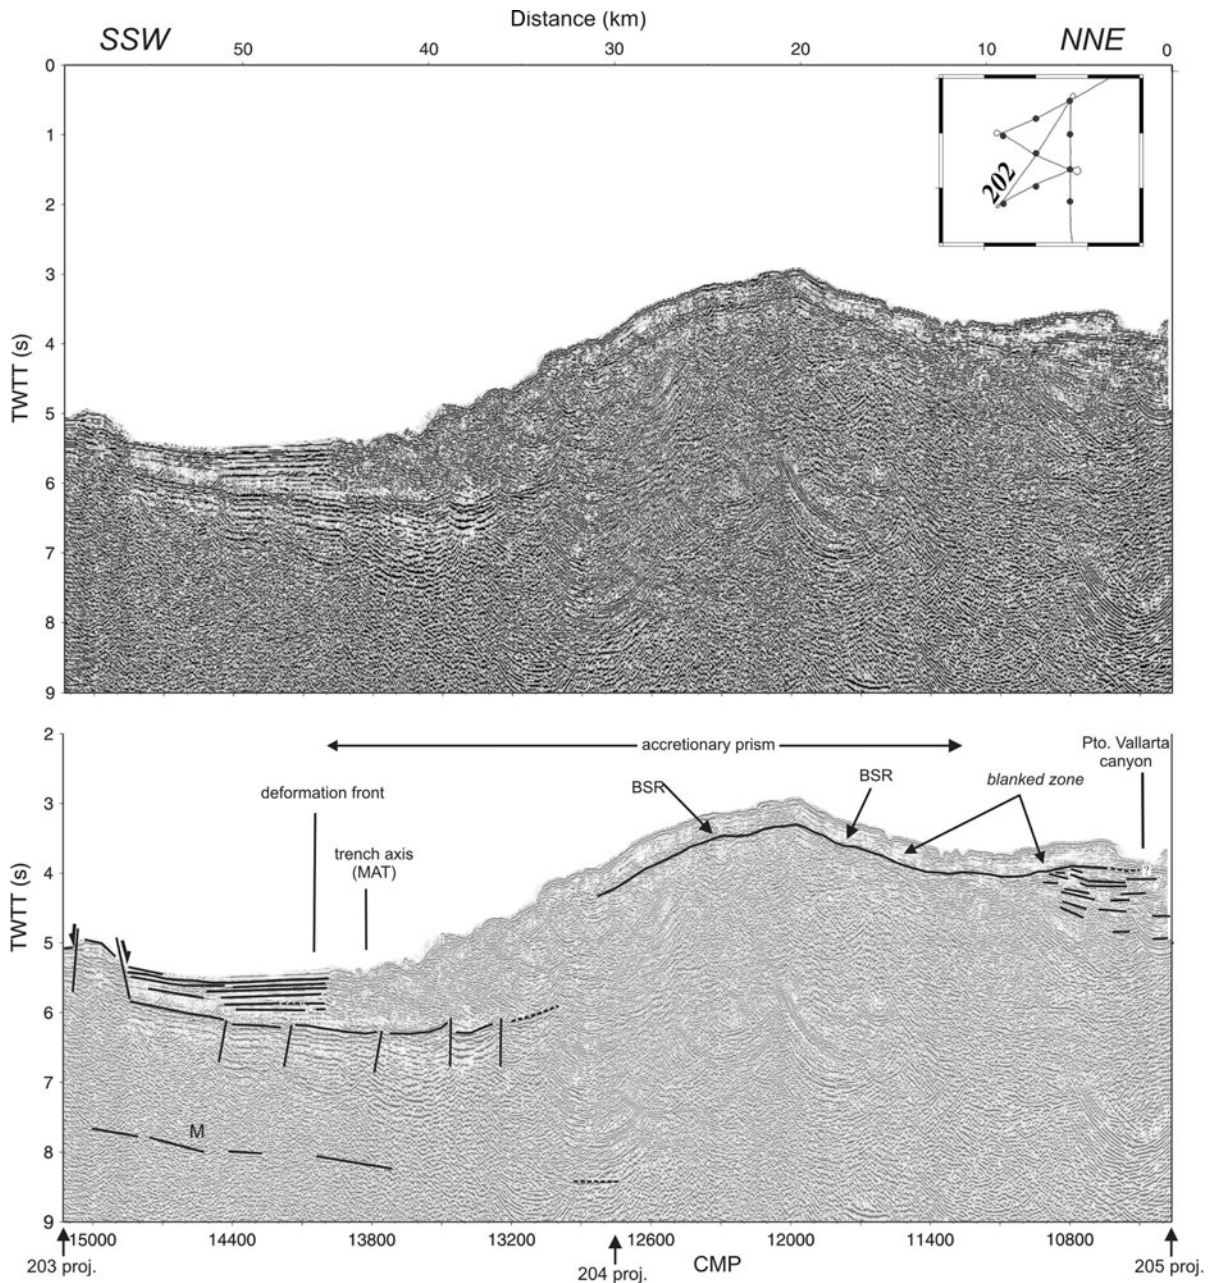 Distance (km)
SSW
50
40
30
20
10
NNE
0
0
1
2
3
4
5
6
7
8
9
TWTT (s)
202
2
3
4
5
6
7
8
9
TWTT (s)
accretionary prism
Pto. Vallarta
canyon
BSR
BSR
blanked zone
deformation front
trench axis
(MAT)
?
M
15000
14400
13800
13200
12600
12000
11400
10800
CMP
203 proj.
204 proj.
205 proj.